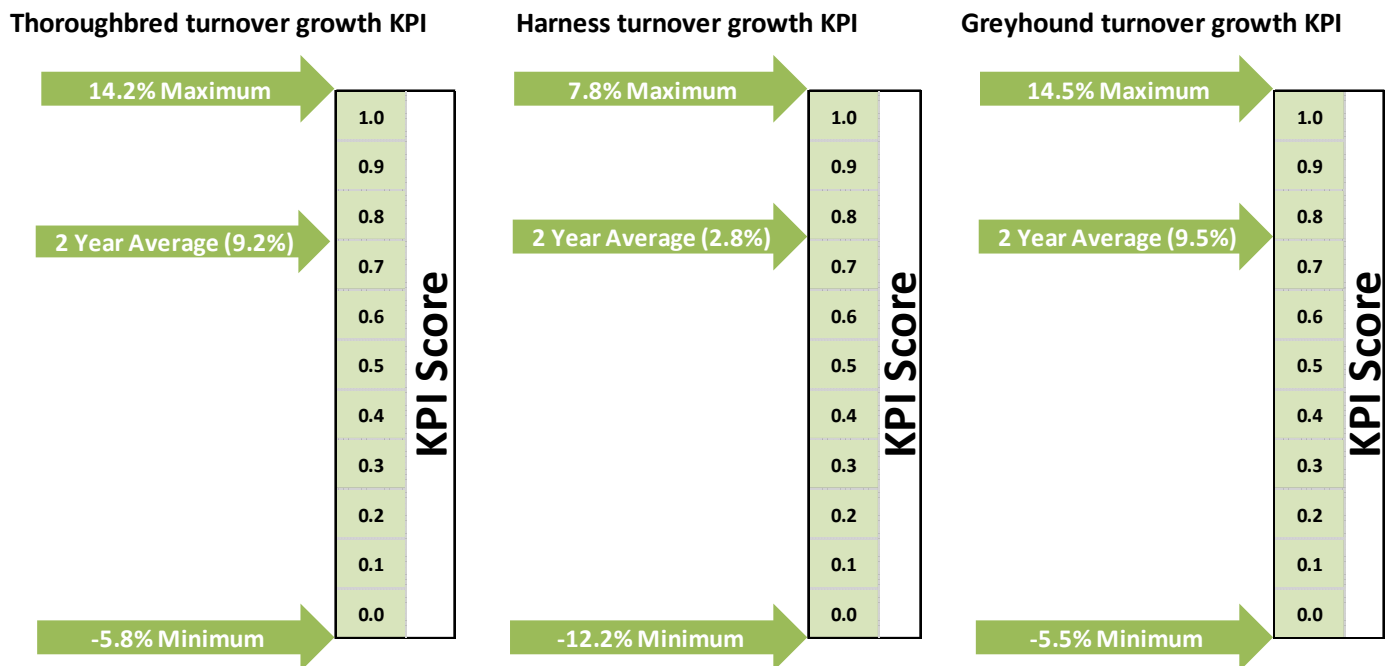 Thoroughbred turnover growth KPI
14.2% Maximum
1.0
0.9
0.8
2 Year Average (9.2%)
0.7
0.6
0.5
0.4
0.3
0.2
0.1
0.0
-5.8% Minimum
KPI Score
Harness turnover growth KPI
7.8% Maximum
1.0
0.9
0.8
2 Year Average (2.8%)
0.7
0.6
0.5
0.4
0.3
0.2
0.1
0.0
-12.2% Minimum
KPI Score
Greyhound turnover growth KPI
14.5% Maximum
1.0
0.9
0.8
2 Year Average (9.5%)
0.7
0.6
0.5
0.4
0.3
0.2
0.1
0.0
-5.5% Minimum
KPI Score